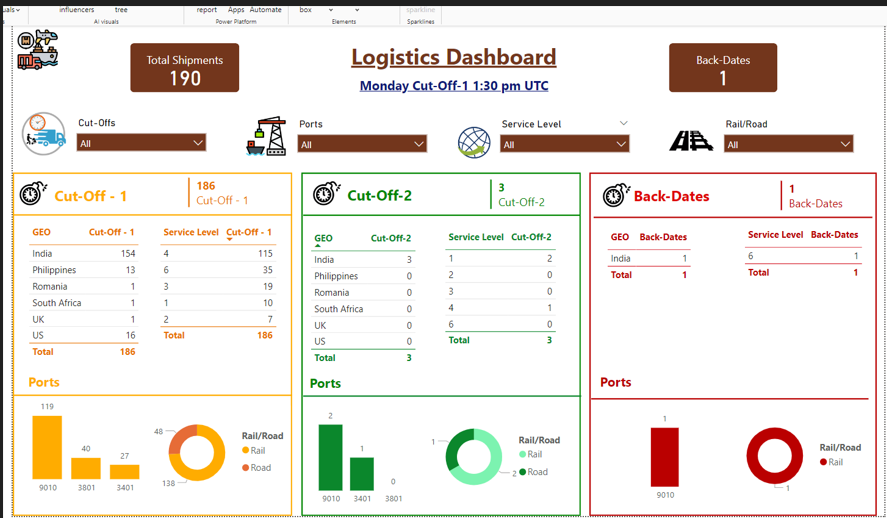 uals
influencers
tree
report
Apps
Automate
box
sparkline
AI visuals
Power Platform
Elements
Sparklines
Total Shipments
190
Logistics Dashboard
Monday Cut-Off-1 1:30 pm UTC
Back-Dates
1
Cut-Offs
All
Ports
All
Service Level
All
Rail/Road
All
Cut-Off - 1
186
Cut-Off - 1
GEO Cut-Off - 1
India 154
Philippines 13
Romania 1
South Africa 1
UK 1
US 16
Total 186
Service Level Cut-Off - 1
4 115
6 35
3 19
1 10
2 7
Total 186
Ports
119
40
27
9010 3801 3401
48
138
Rail/Road
Rail
Road
Cut-Off-2
3
Cut-Off-2
GEO Cut-Off-2
India 3
Philippines 0
Romania 0
South Africa 0
UK 0
US 0
Total 3
Service Level Cut-Off-2
1 2
2 0
3 0
4 1
6 0
Total 3
Ports
2
1
0
9010 3401 3801
1
2
Rail/Road
Rail
Road
Back-Dates
1
Back-Dates
GEO Back-Dates
India 1
Total 1
Service Level Back-Dates
6 1
Total 1
Ports
1
9010
1
Rail/Road
Rail